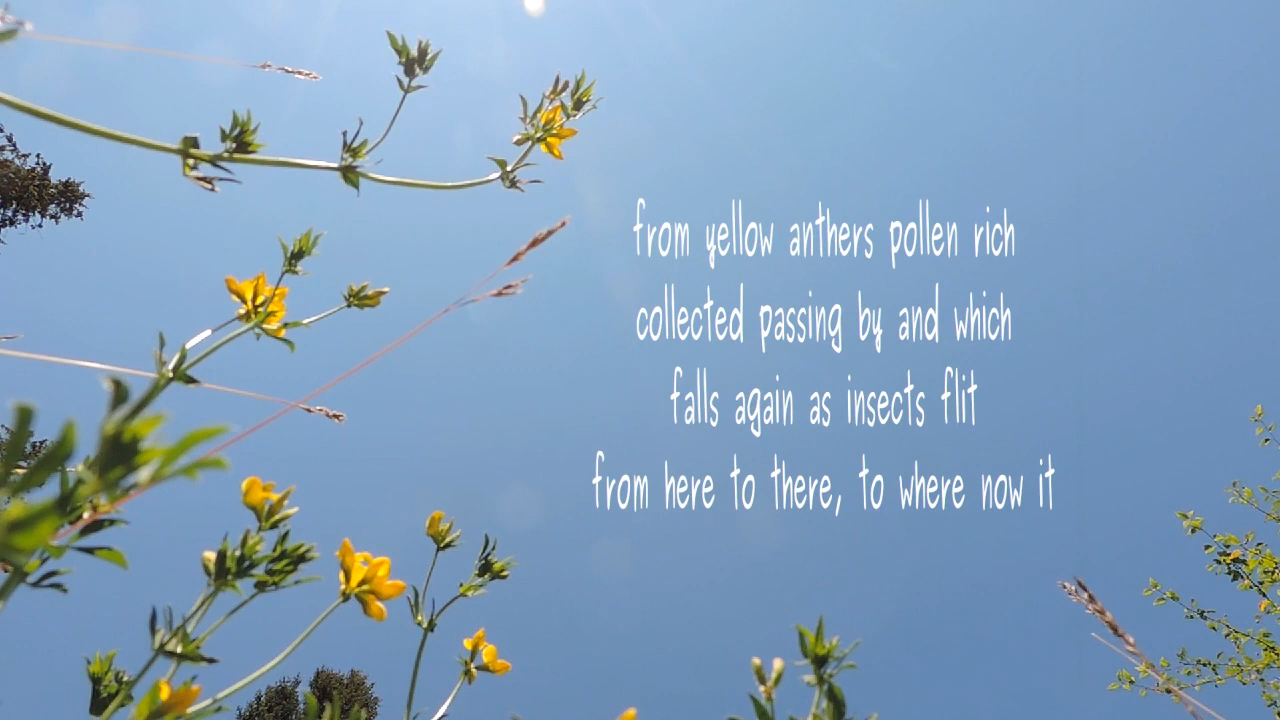 from yellow anthers pollen rich
collected passing by and which
falls again as insects flit
from here to there, to where now it